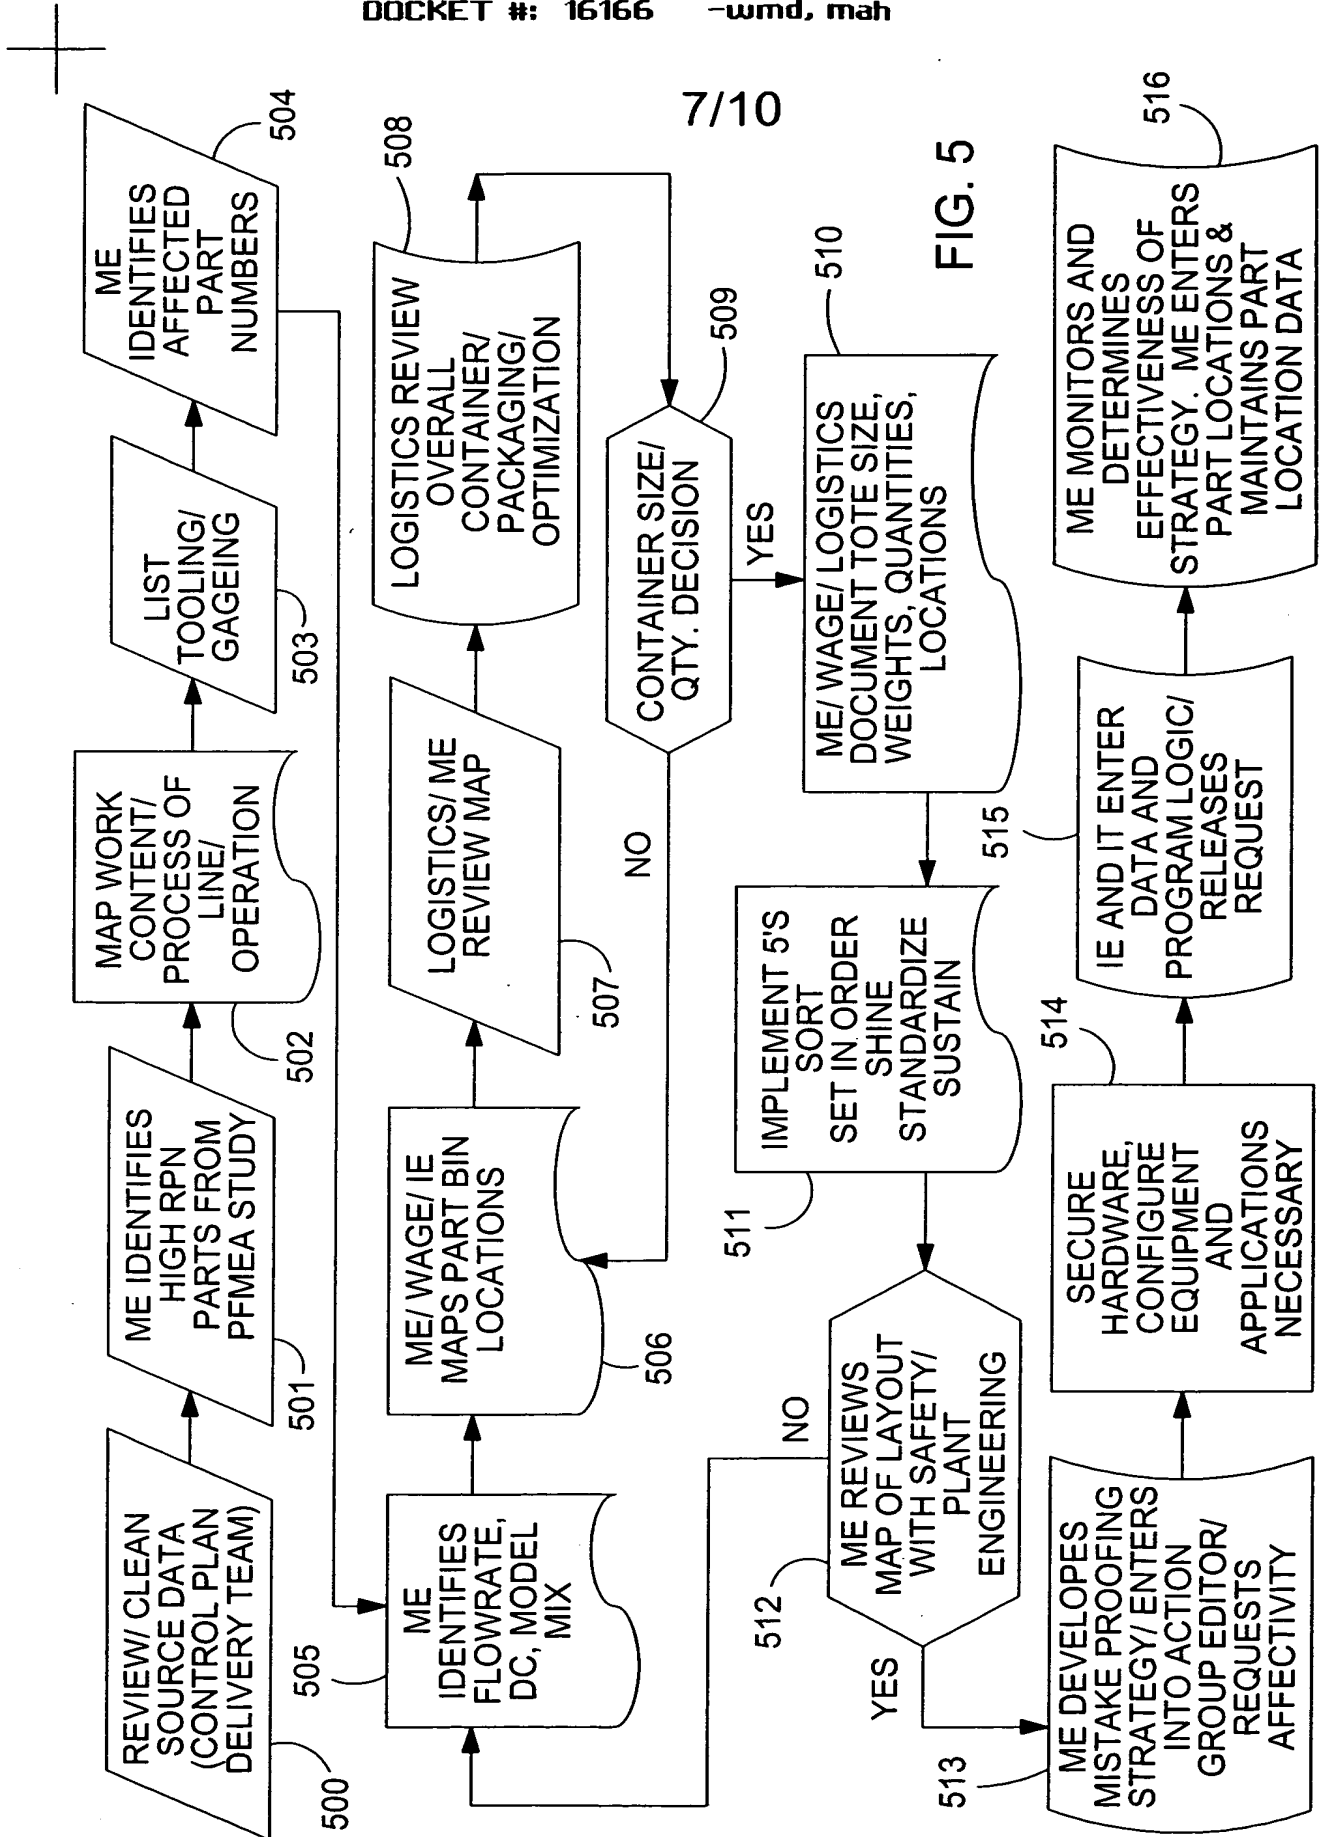 DOCKET #: 16166 -wmd, mah
7/10
REVIEW/ CLEAN
SOURCE DATA
(CONTROL PLAN
DELIVERY TEAM)
500
ME IDENTIFIES
HIGH RPN
PARTS FROM
PFMEA STUDY
501
MAP WORK
CONTENT/
PROCESS OF
LINE/
OPERATION
502
LIST
TOOLING/
GAGEING
503
ME
IDENTIFIES
AFFECTED
PART
NUMBERS
504
ME
IDENTIFIES
FLOWRATE,
DC, MODEL
MIX
505
ME/ WAGE/ IE
MAPS PART BIN
LOCATIONS
506
LOGISTICS/ ME
REVIEW MAP
507
LOGISTICS REVIEW
OVERALL
CONTAINER/
PACKAGING/
OPTIMIZATION
508
CONTAINER SIZE/
QTY. DECISION
509
NO
YES
ME/ WAGE/ LOGISTICS
DOCUMENT TOTE SIZE,
WEIGHTS, QUANTITIES,
LOCATIONS
510
IMPLEMENT 5'S
SORT
SET IN ORDER
SHINE
STANDARDIZE
SUSTAIN
511
ME REVIEWS
MAP OF LAYOUT
WITH SAFETY/
PLANT
ENGINEERING
512
NO
YES
ME DEVELOPES
MISTAKE PROOFING
STRATEGY/ ENTERS
INTO ACTION
GROUP EDITOR/
REQUESTS
AFFECTIVITY
513
SECURE
HARDWARE,
CONFIGURE
EQUIPMENT
AND
APPLICATIONS
NECESSARY
514
IE AND IT ENTER
DATA AND
PROGRAM LOGIC/
RELEASES
REQUEST
515
ME MONITORS AND
DETERMINES
EFFECTIVENESS OF
STRATEGY. ME ENTERS
PART LOCATIONS &
MAINTAINS PART
LOCATION DATA
516
FIG. 5